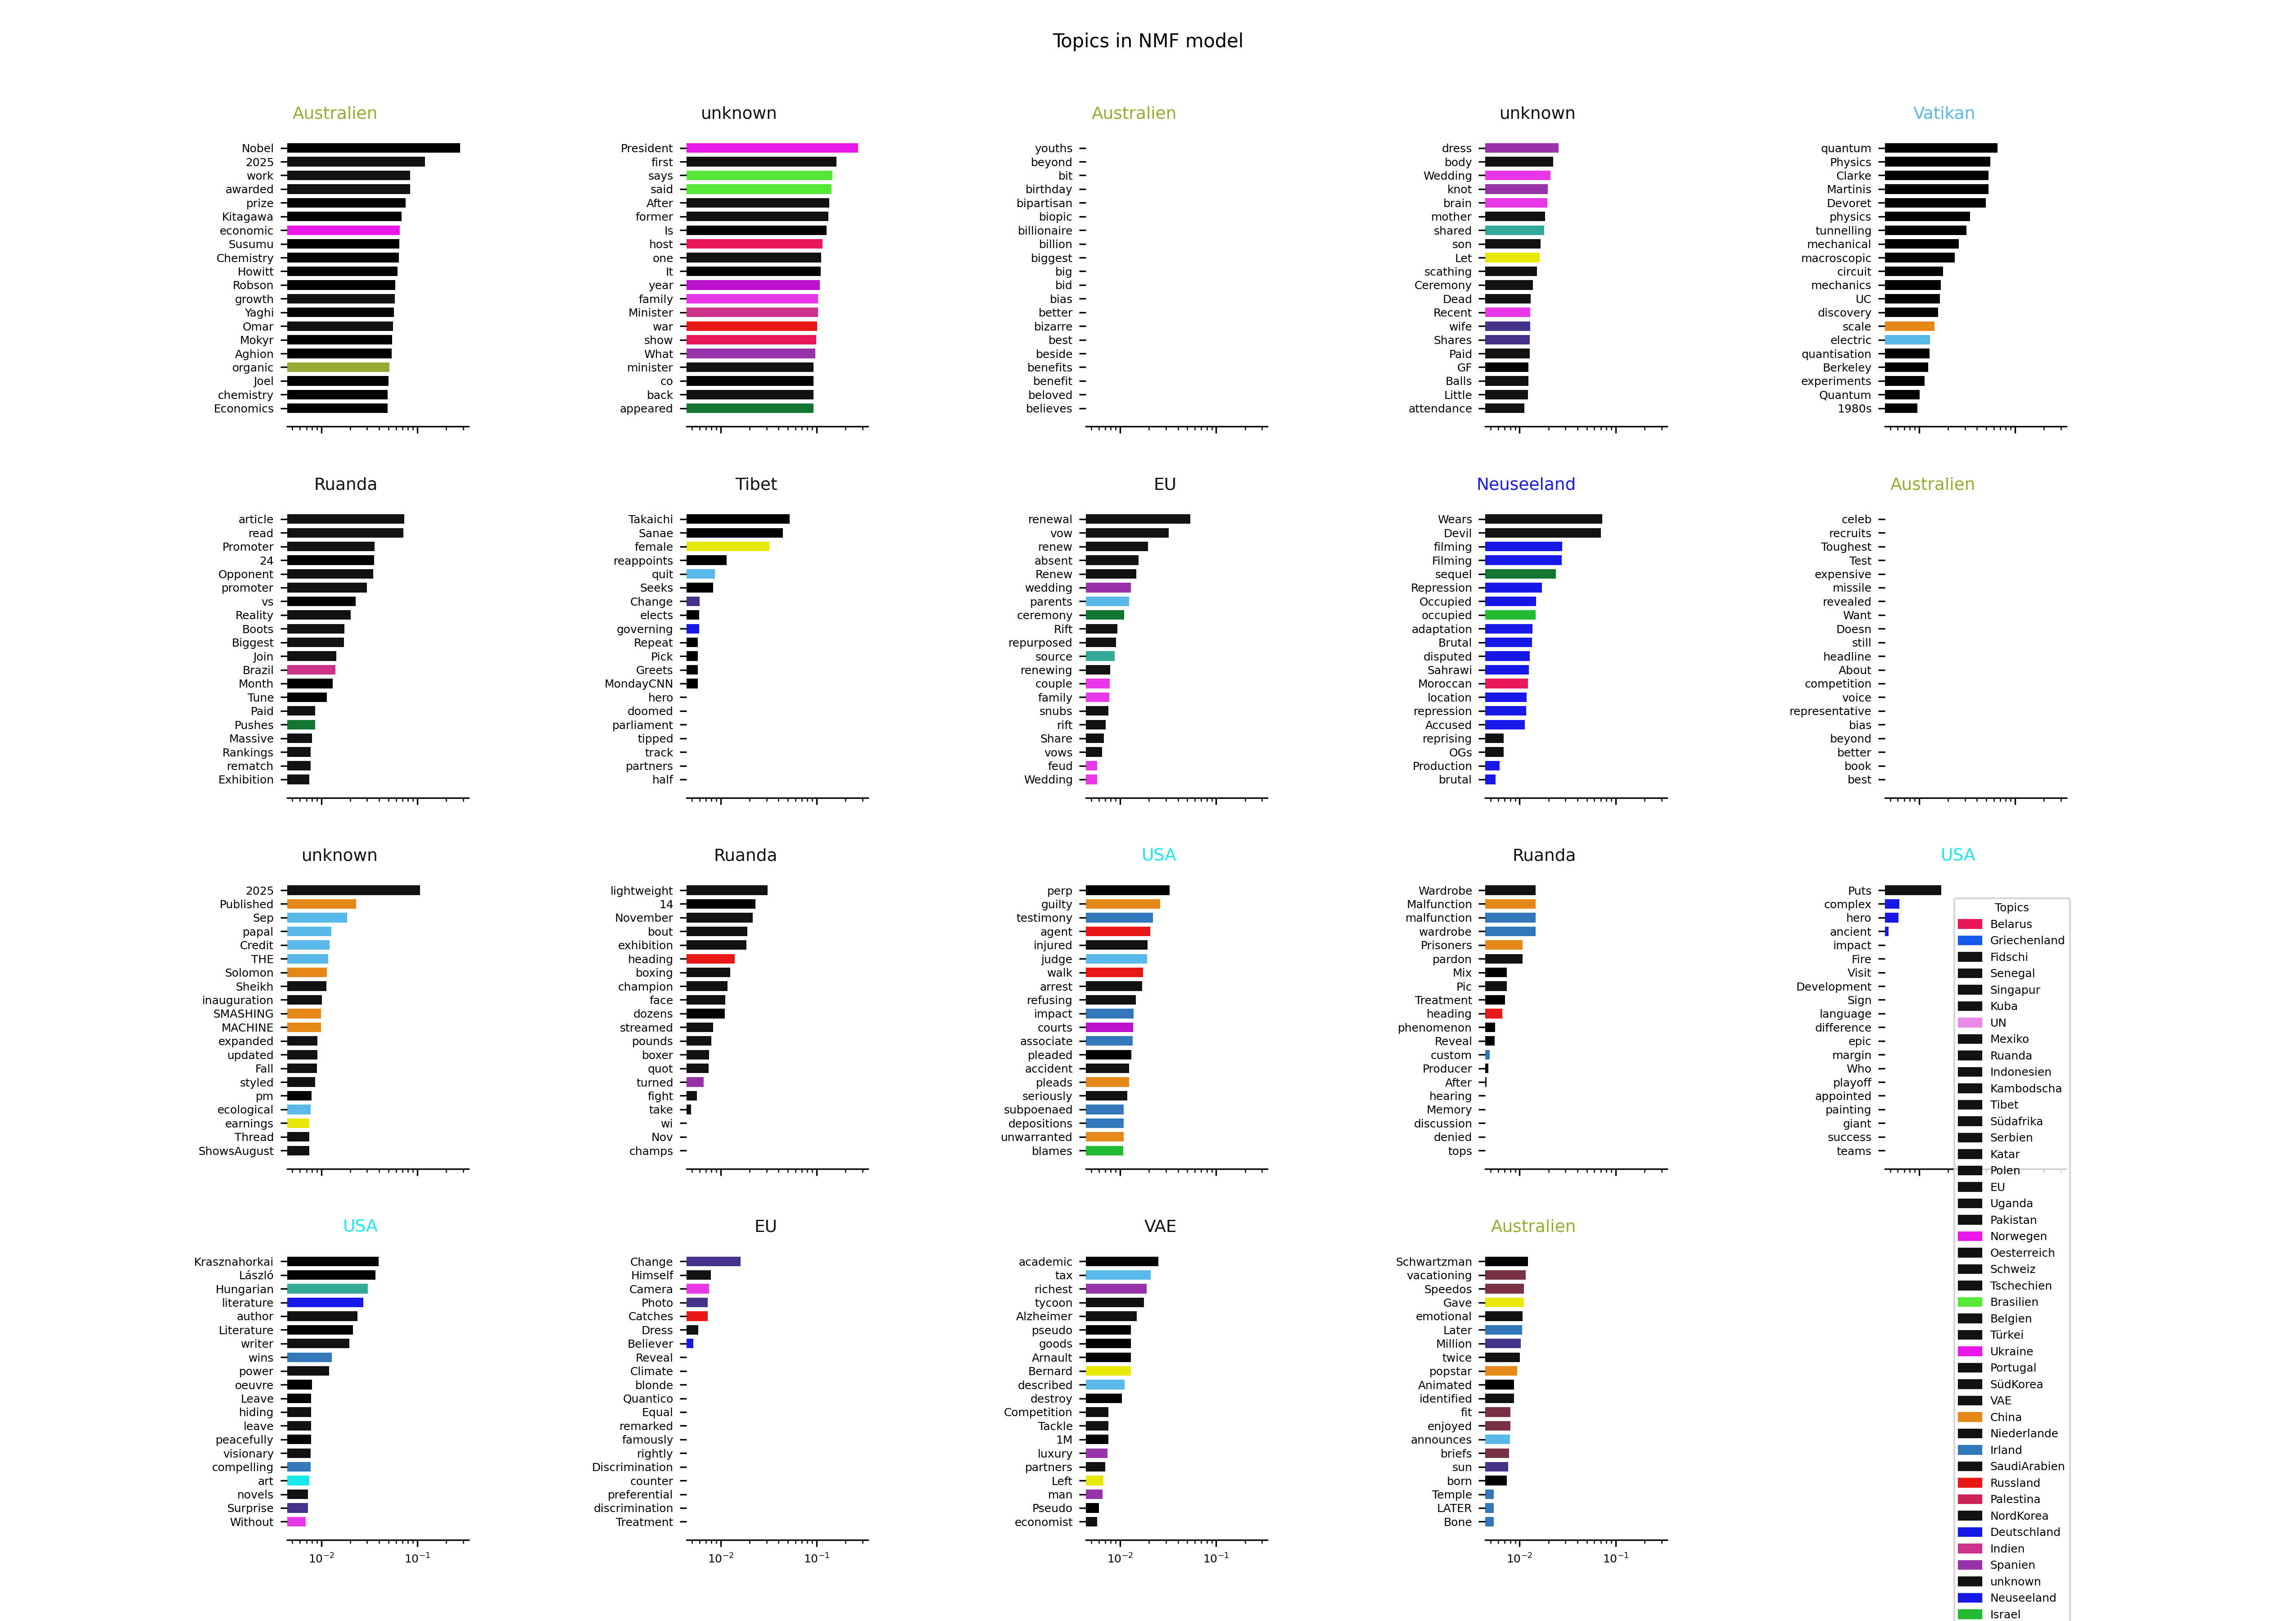 Topics in NMF model
Australien
Nobel
2025
work
awarded
prize
Kitagawa
economic
Susumu
Chemistry
Howitt
Robson
growth
Yaghi
Omar
Mokyr
Aghion
organic
Joel
chemistry
Economics
unknown
President
first
says
said
After
former
Is
host
one
It
year
family
Minister
war
show
What
minister
co
back
appeared
Australien
youths
beyond
bit
birthday
bipartisan
biopic
billionaire
billion
biggest
big
bid
bias
better
bizarre
best
beside
benefits
benefit
beloved
believes
unknown
dress
body
Wedding
knot
brain
mother
shared
son
Let
scathing
Ceremony
Dead
Recent
wife
Shares
Paid
GF
Balls
Little
attendance
Vatikan
quantum
Physics
Clarke
Martinis
Devoret
physics
tunnelling
mechanical
macroscopic
circuit
mechanics
UC
discovery
scale
electric
quantisation
Berkeley
experiments
Quantum
1980s
Ruanda
article
read
Promoter
24
Opponent
promoter
vs
Reality
Boots
Biggest
Join
Brazil
Month
Tune
Paid
Pushes
Massive
Rankings
rematch
Exhibition
Tibet
Takaichi
Sanae
female
reappoints
quit
Seeks
Change
elects
governing
Repeat
Pick
Greets
MondayCNN
hero
doomed
parliament
tipped
track
partners
half
EU
renewal
vow
renew
absent
Renew
wedding
parents
ceremony
Rift
repurposed
source
renewing
couple
family
snubs
rift
Share
vows
feud
Wedding
Neuseeland
Wears
Devil
filming
Filming
sequel
Repression
Occupied
occupied
adaptation
Brutal
disputed
Sahrawi
Moroccan
location
repression
Accused
reprising
OGs
Production
brutal
Australien
celeb
recruits
Toughest
Test
expensive
missile
revealed
Want
Doesn
still
headline
About
competition
voice
representative
bias
beyond
better
book
best
unknown
2025
Published
Sep
papal
Credit
THE
Solomon
Sheikh
inauguration
SMASHING
MACHINE
expanded
updated
Fall
styled
pm
ecological
earnings
Thread
ShowsAugust
Ruanda
lightweight
14
November
bout
exhibition
heading
boxing
champion
face
dozens
streamed
pounds
boxer
quot
turned
fight
take
wi
Nov
champs
USA
perp
guilty
testimony
agent
injured
judge
walk
arrest
refusing
impact
courts
associate
pleaded
accident
pleads
seriously
subpoenaed
depositions
unwarranted
blames
Ruanda
Wardrobe
Malfunction
malfunction
wardrobe
Prisoners
pardon
Mix
Pic
Treatment
heading
phenomenon
Reveal
custom
Producer
After
hearing
Memory
discussion
denied
tops
USA
Puts
complex
hero
ancient
impact
Fire
Visit
Development
Sign
language
difference
epic
margin
Who
playoff
appointed
painting
giant
success
teams
USA
Krasznahorkai
László
Hungarian
literature
author
Literature
writer
wins
power
oeuvre
Leave
hiding
leave
peacefully
visionary
compelling
art
novels
Surprise
Without
10⁻²
10⁻¹
EU
Change
Himself
Camera
Photo
Catches
Dress
Believer
Reveal
Climate
blonde
Quantico
Equal
remarked
famously
rightly
Discrimination
counter
preferential
discrimination
Treatment
10⁻²
10⁻¹
VAE
academic
tax
richest
tycoon
Alzheimer
pseudo
goods
Arnault
Bernard
described
destroy
Competition
Tackle
1M
luxury
partners
Left
man
Pseudo
economist
10⁻²
10⁻¹
Australien
Schwartzman
vacationing
Speedos
Gave
emotional
Later
Million
twice
popstar
Animated
identified
fit
enjoyed
announces
briefs
sun
born
Temple
LATER
Bone
10⁻²
10⁻¹
Topics
Belarus
Griechenland
Fidschi
Senegal
Singapur
Kuba
UN
Mexiko
Ruanda
Indonesien
Kambodscha
Tibet
Südafrika
Serbien
Katar
Polen
EU
Uganda
Pakistan
Norwegen
Oesterreich
Schweiz
Tschechien
Brasilien
Belgien
Türkei
Ukraine
Portugal
SüdKorea
VAE
China
Niederlande
Irland
SaudiArabien
Russland
Palestina
NordKorea
Deutschland
Indien
Spanien
unknown
Neuseeland
Israel